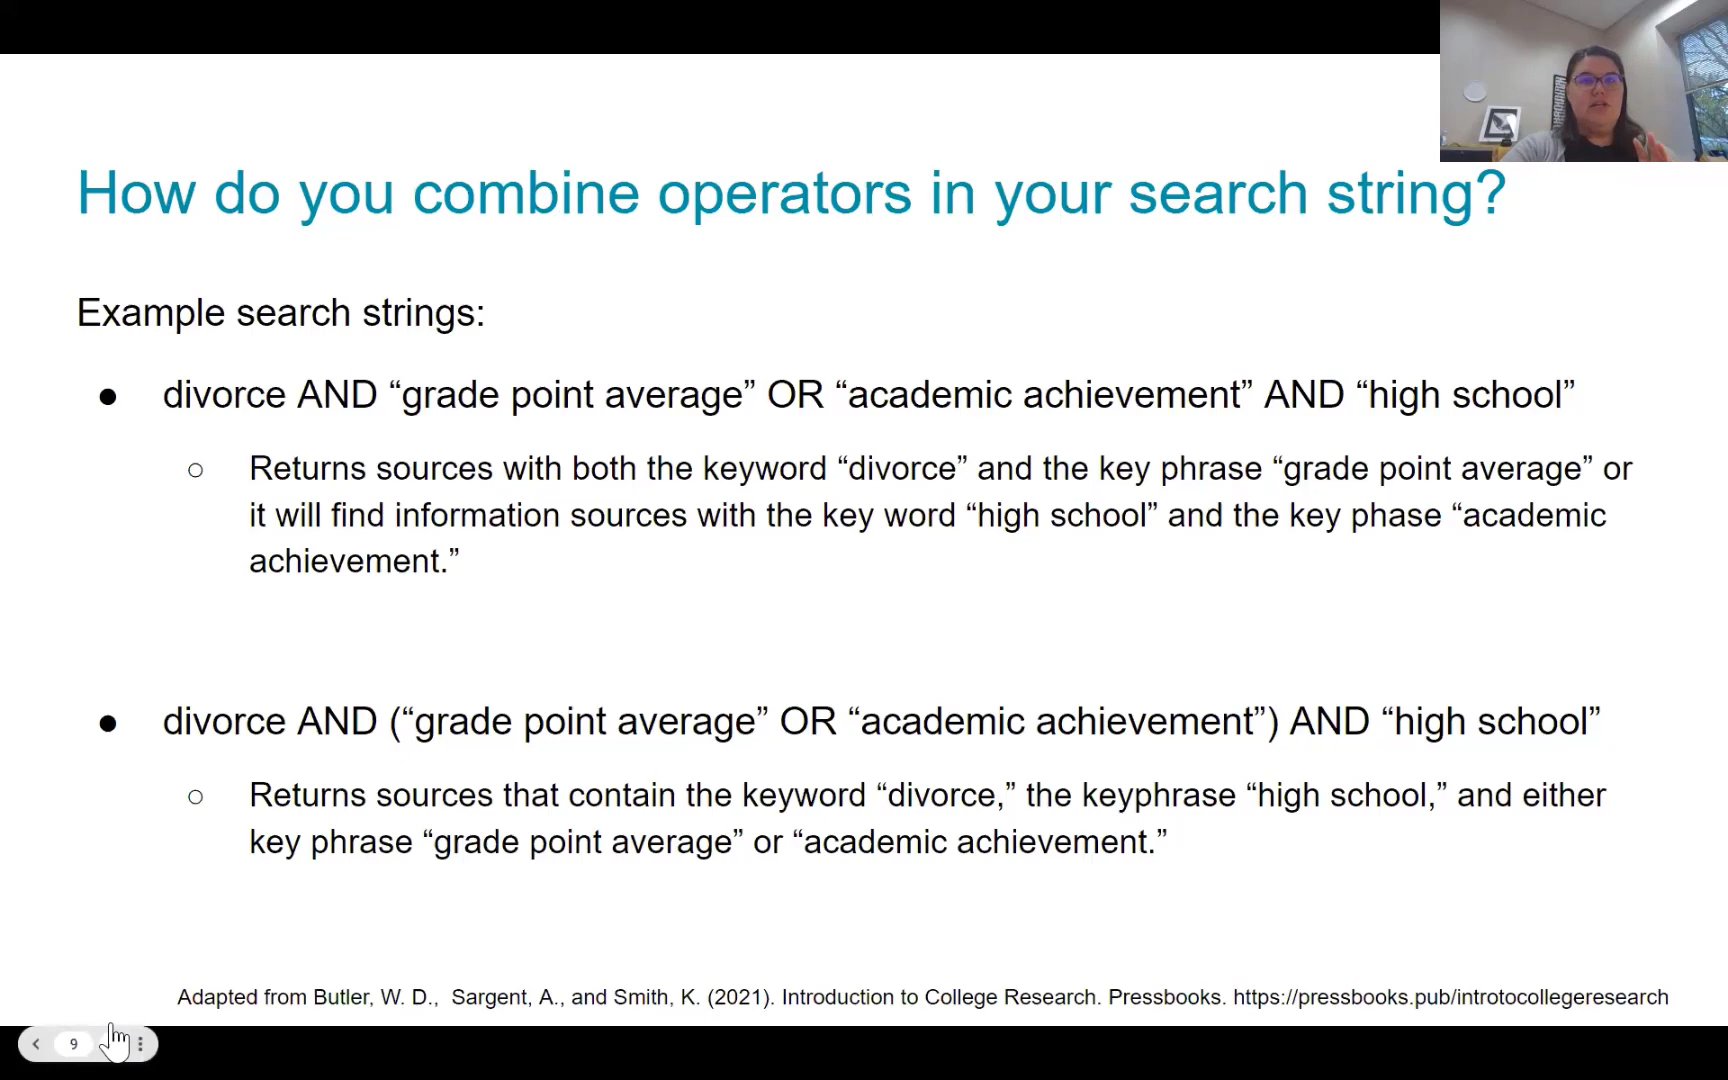 How do you combine operators in your search string?
Example search strings:
● divorce AND “grade point average” OR “academic achievement” AND “high school”
○ Returns sources with both the keyword “divorce” and the key phrase “grade point average” or
it will find information sources with the key word “high school” and the key phase “academic
achievement.”
● divorce AND (“grade point average” OR “academic achievement”) AND “high school”
○ Returns sources that contain the keyword “divorce,” the keyphrase “high school,” and either
key phrase “grade point average” or “academic achievement.”
Adapted from Butler, W. D., Sargent, A., and Smith, K. (2021). Introduction to College Research. Pressbooks. https://pressbooks.pub/introtocollegeresearch
9